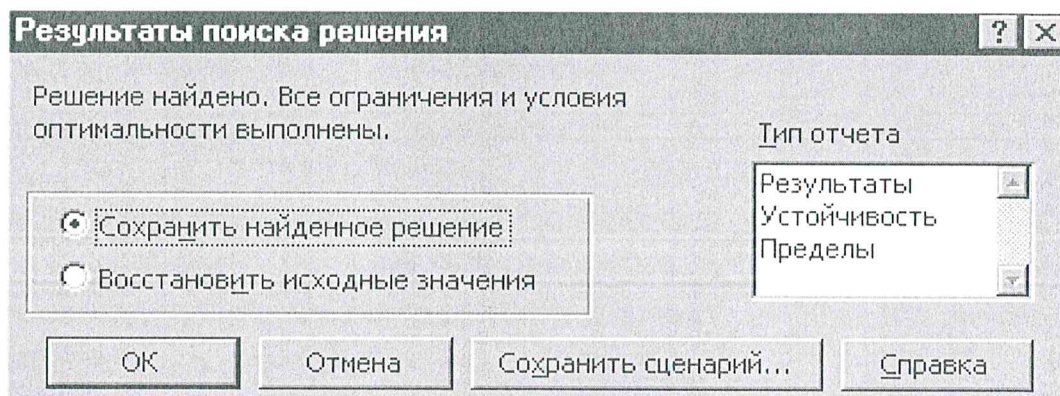 Результаты поиска решения
Решение найдено. Все ограничения и условия
оптимальности выполнены.
Тип отчета
Результаты
Устойчивость
Пределы
Сохранить найденное решение
Восстановить исходные значения
ОК
Отмена
Сохранить сценарий...
Справка